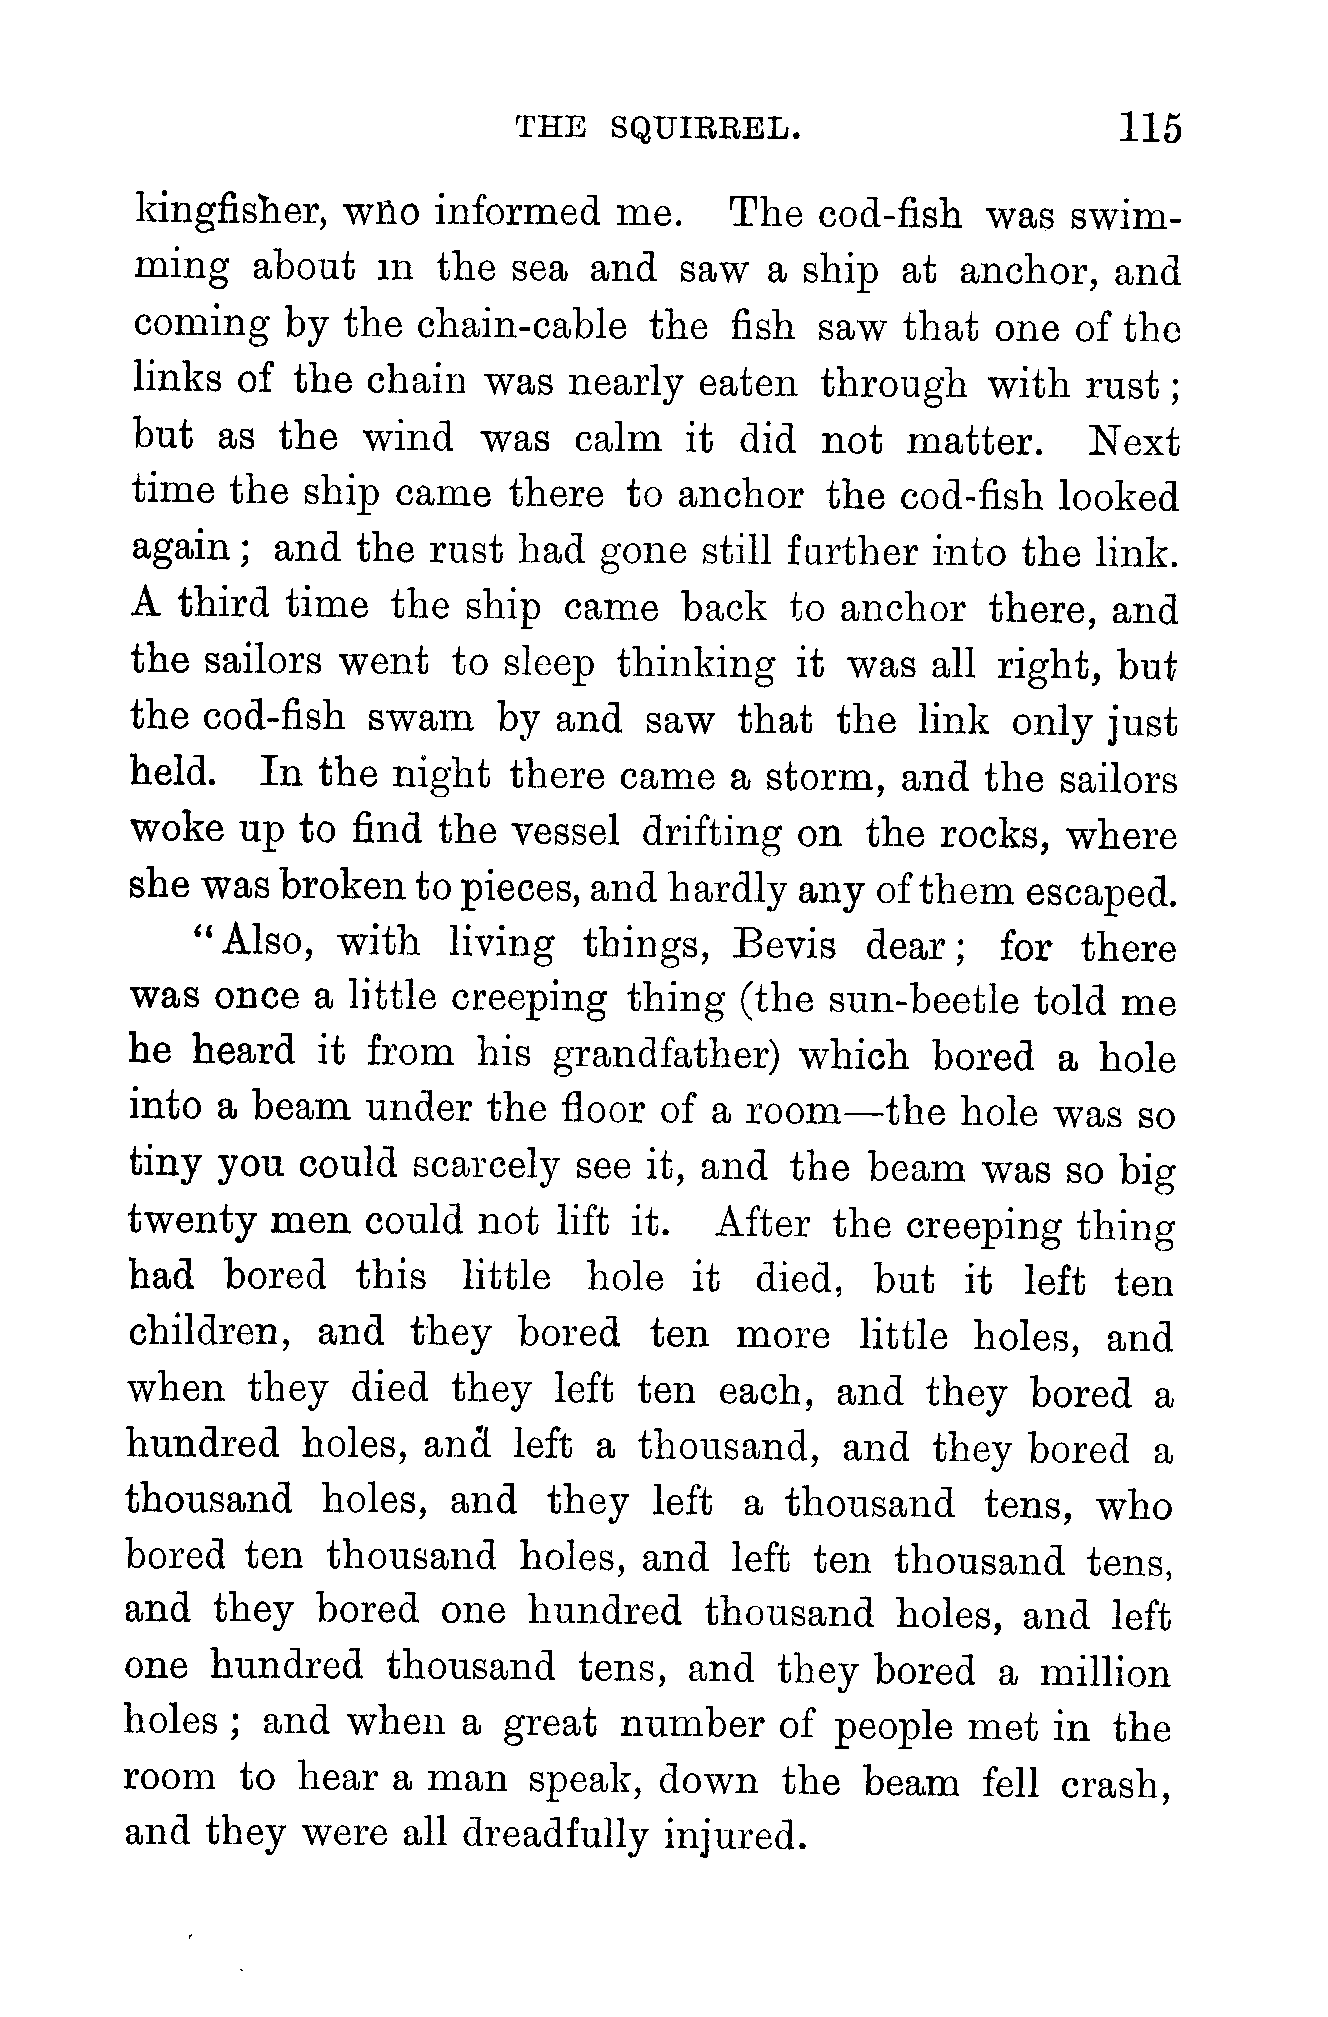 THE SQUIRREL. 115
kingfisher, who informed me. The cod-fish was swim-
ming about in the sea and saw a ship at anchor, and
coming by the chain-cable the fish saw that one of the
links of the chain was nearly eaten through with rust ;
but as the wind was calm it did not matter. Next
time the ship came there to anchor the cod-fish looked
again ; and the rust had gone still further into the link.
A third time the ship came back to anchor there, and
the sailors went to sleep thinking it was all right, but
the cod-fish swam by and saw that the link only just
held. In the night there came a storm, and the sailors
woke up to find the vessel drifting on the rocks, where
she was broken to pieces, and hardly any of them escaped.
“ Also, with living things, Bevis dear ; for there
was once a little creeping thing (the sun-beetle told me
he heard it from his grandfather) which bored a hole
into a beam under the floor of a room—the hole was so
tiny you could scarcely see it, and the beam was so big
twenty men could not lift it. After the creeping thing
had bored this little hole it died, but it left ten
children, and they bored ten more little holes, and
when they died they left ten each, and they bored a
hundred holes, and left a thousand, and they bored a
thousand holes, and they left a thousand tens, who
bored ten thousand holes, and left ten thousand tens,
and they bored one hundred thousand holes, and left
one hundred thousand tens, and they bored a million
holes ; and when a great number of people met in the
room to hear a man speak, down the beam fell crash,
and they were all dreadfully injured.